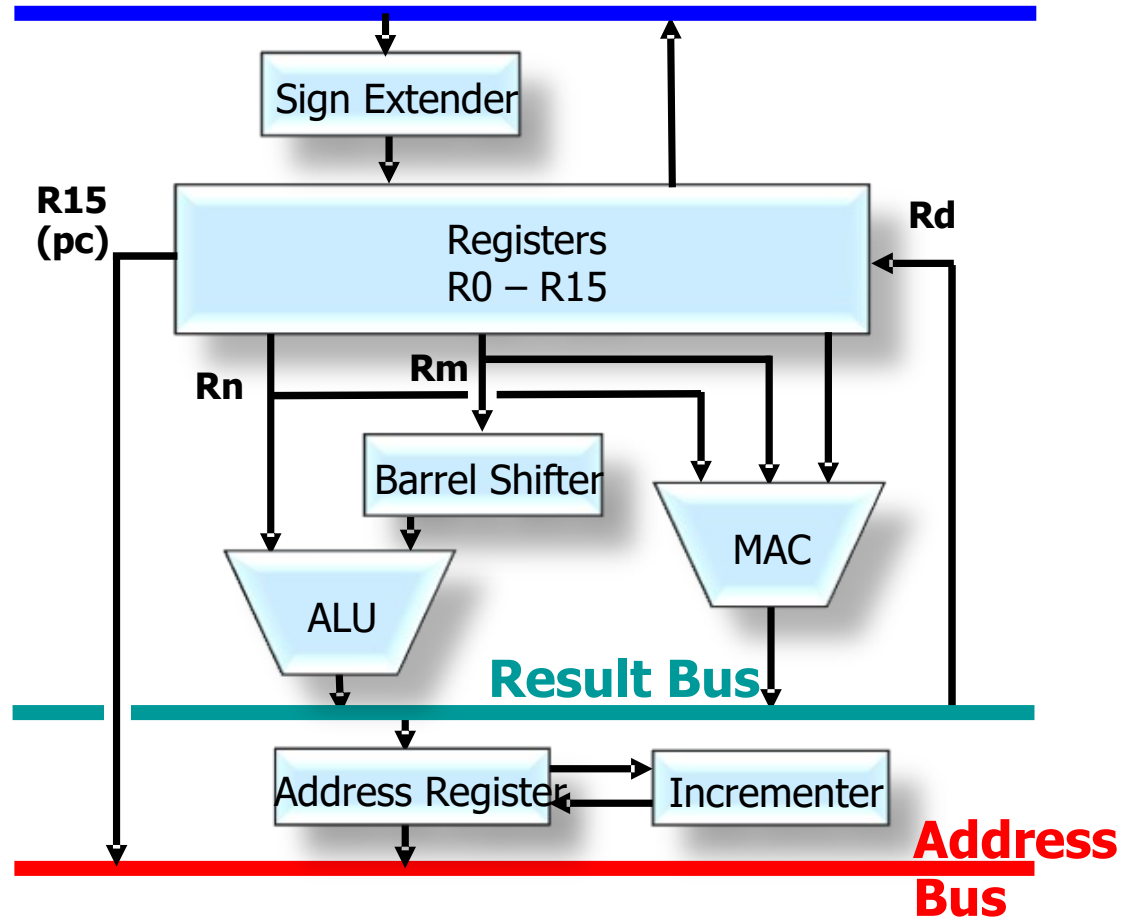 Sign Extender
R15
(pc)
Registers
R0 – R15
Rd
Rn
Rm
Barrel Shifter
MAC
ALU
Result Bus
Address Register
Incrementer
Address
Bus